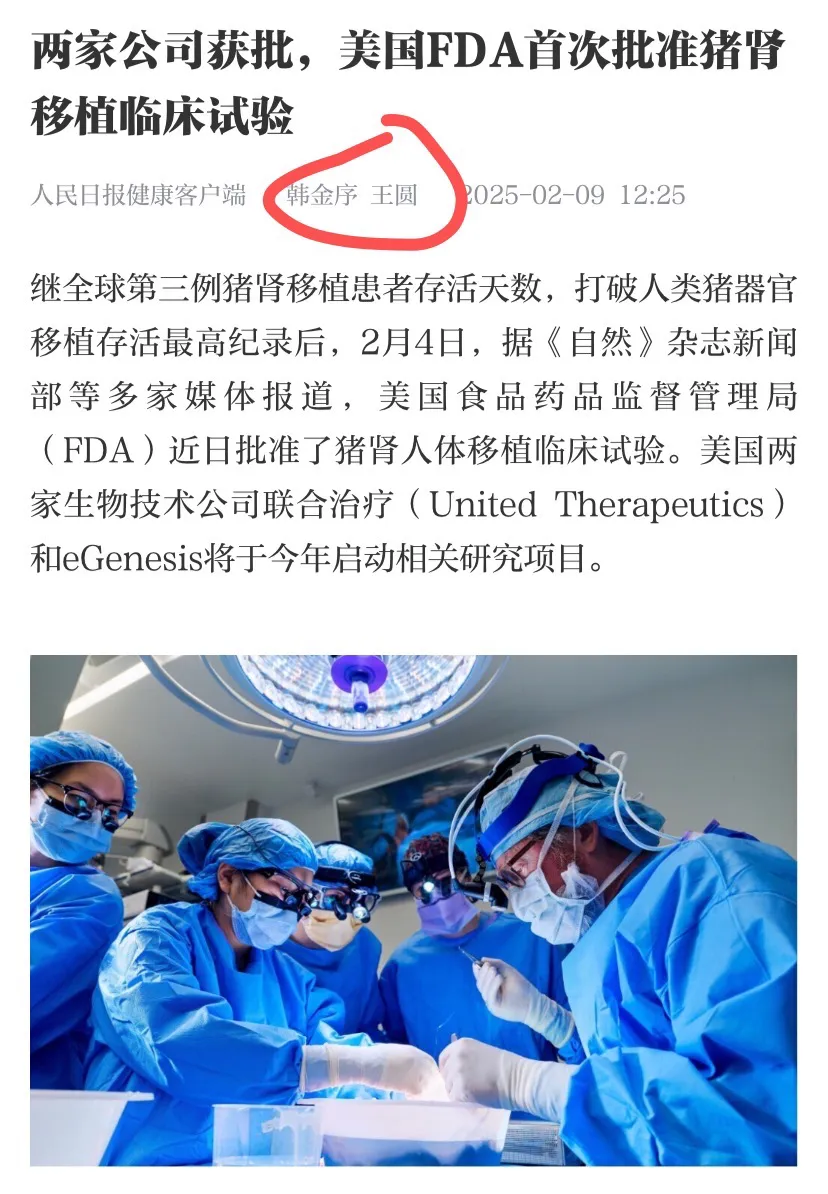 两家公司获批，美国FDA首次批准猪肾
移植临床试验
人民日报健康客户端 韩金序 王圆 2025-02-09 12:25
继全球第三例猪肾移植患者存活天数，打破人类猪器官
移植存活最高纪录后，2月4日，据《自然》杂志新闻
部等多家媒体报道，美国食品药品监督管理局
（FDA）近日批准了猪肾人体移植临床试验。美国两
家生物技术公司联合治疗（United Therapeutics）
和eGenesis将于今年启动相关研究项目。